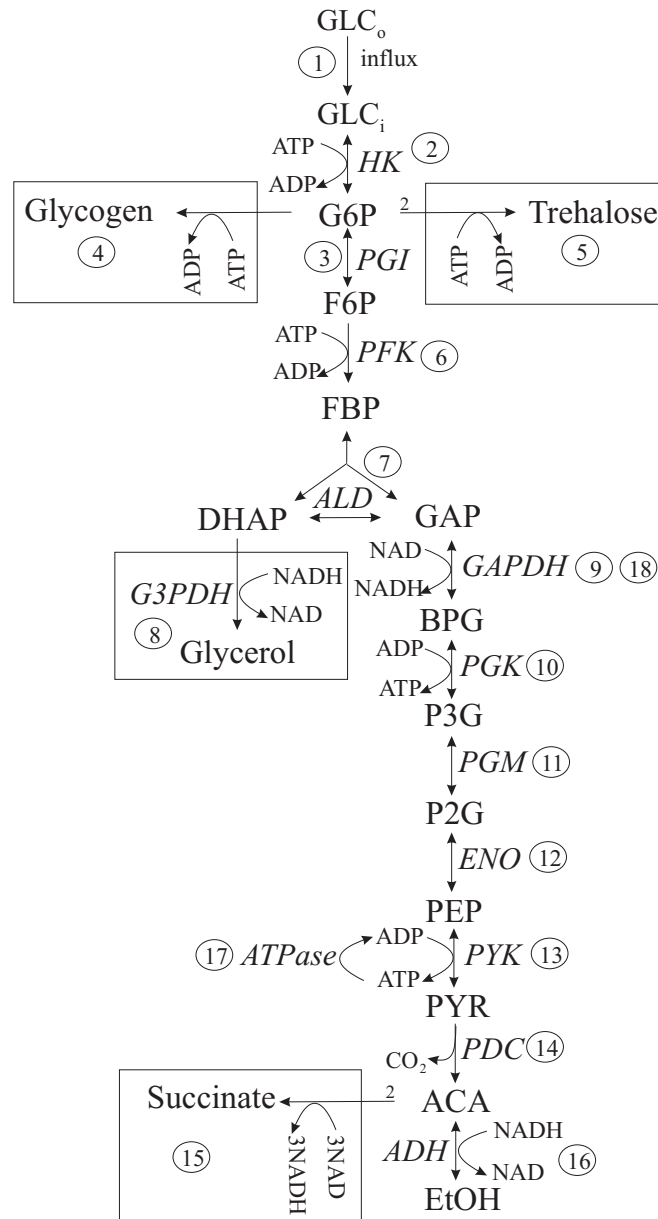 GLCo
1 influx
GLCi
ATP
HK 2
ADP
Glycogen G6P 2 Trehalose
4 ADP ATP 3 PGI ATP ADP 5
F6P
ATP
PFK 6
ADP
FBP
7
ALD
DHAP GAP
NAD
GAPDH 9 18
NADH
G3PDH NADH
NAD
8
Glycerol
BPG
ADP
PGK 10
ATP
P3G
PGM 11
P2G
ENO 12
PEP
17 ATPase ADP
PYK 13
ATP
PYR
PDC 14
CO2
Succinate 2 ACA
15 3NADH 3NAD
ADH NADH
NAD 16
EtOH